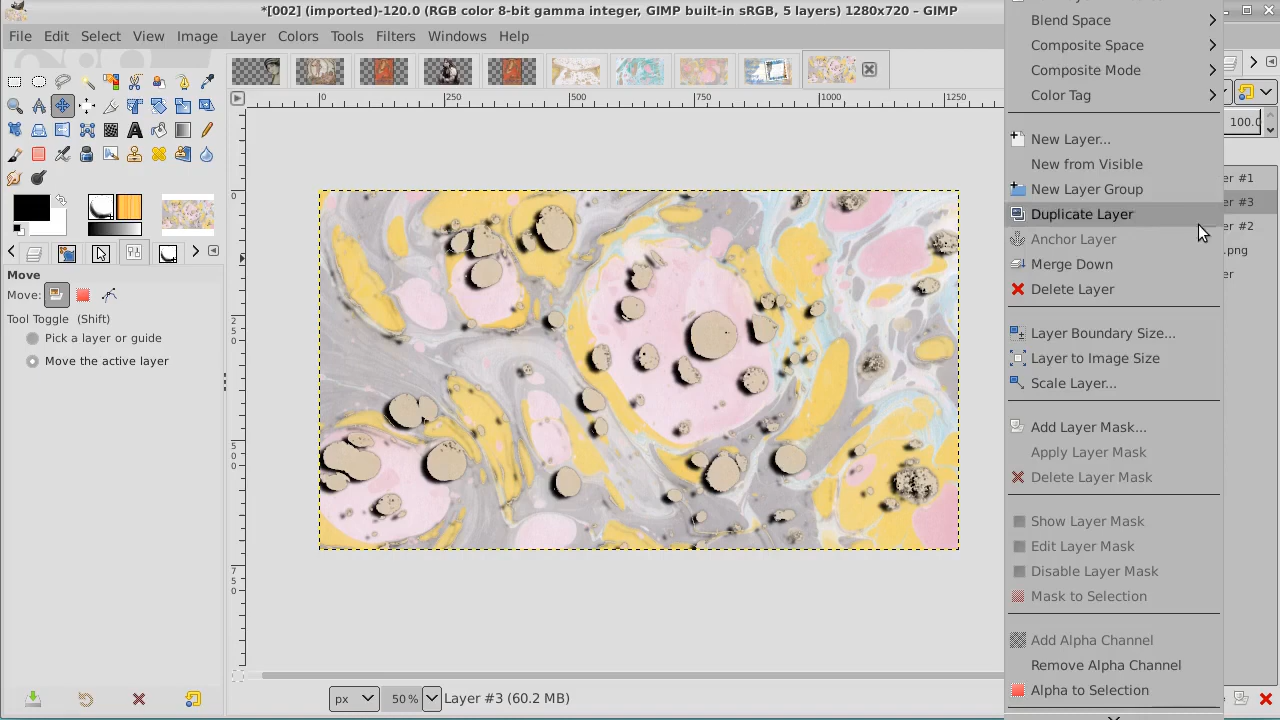 *[002] (imported)-120.0 (RGB color 8-bit gamma integer, GIMP built-in sRGB, 5 layers) 1280x720 – GIMP
File Edit Select View Image Layer Colors Tools Filters Windows Help
0 250 500 750 1000 1250
0
250
500
750
Move
Move:
Tool Toggle (Shift)
Pick a layer or guide
Move the active layer
px 50 % Layer #3 (60.2 MB)
Blend Space
Composite Space
Composite Mode
Color Tag
New Layer...
New from Visible
New Layer Group
Duplicate Layer
Anchor Layer
Merge Down
Delete Layer
Layer Boundary Size...
Layer to Image Size
Scale Layer...
Add Layer Mask...
Apply Layer Mask
Delete Layer Mask
Show Layer Mask
Edit Layer Mask
Disable Layer Mask
Mask to Selection
Add Alpha Channel
Remove Alpha Channel
Alpha to Selection
100.0
er #1
er #3
er #2
.png
er